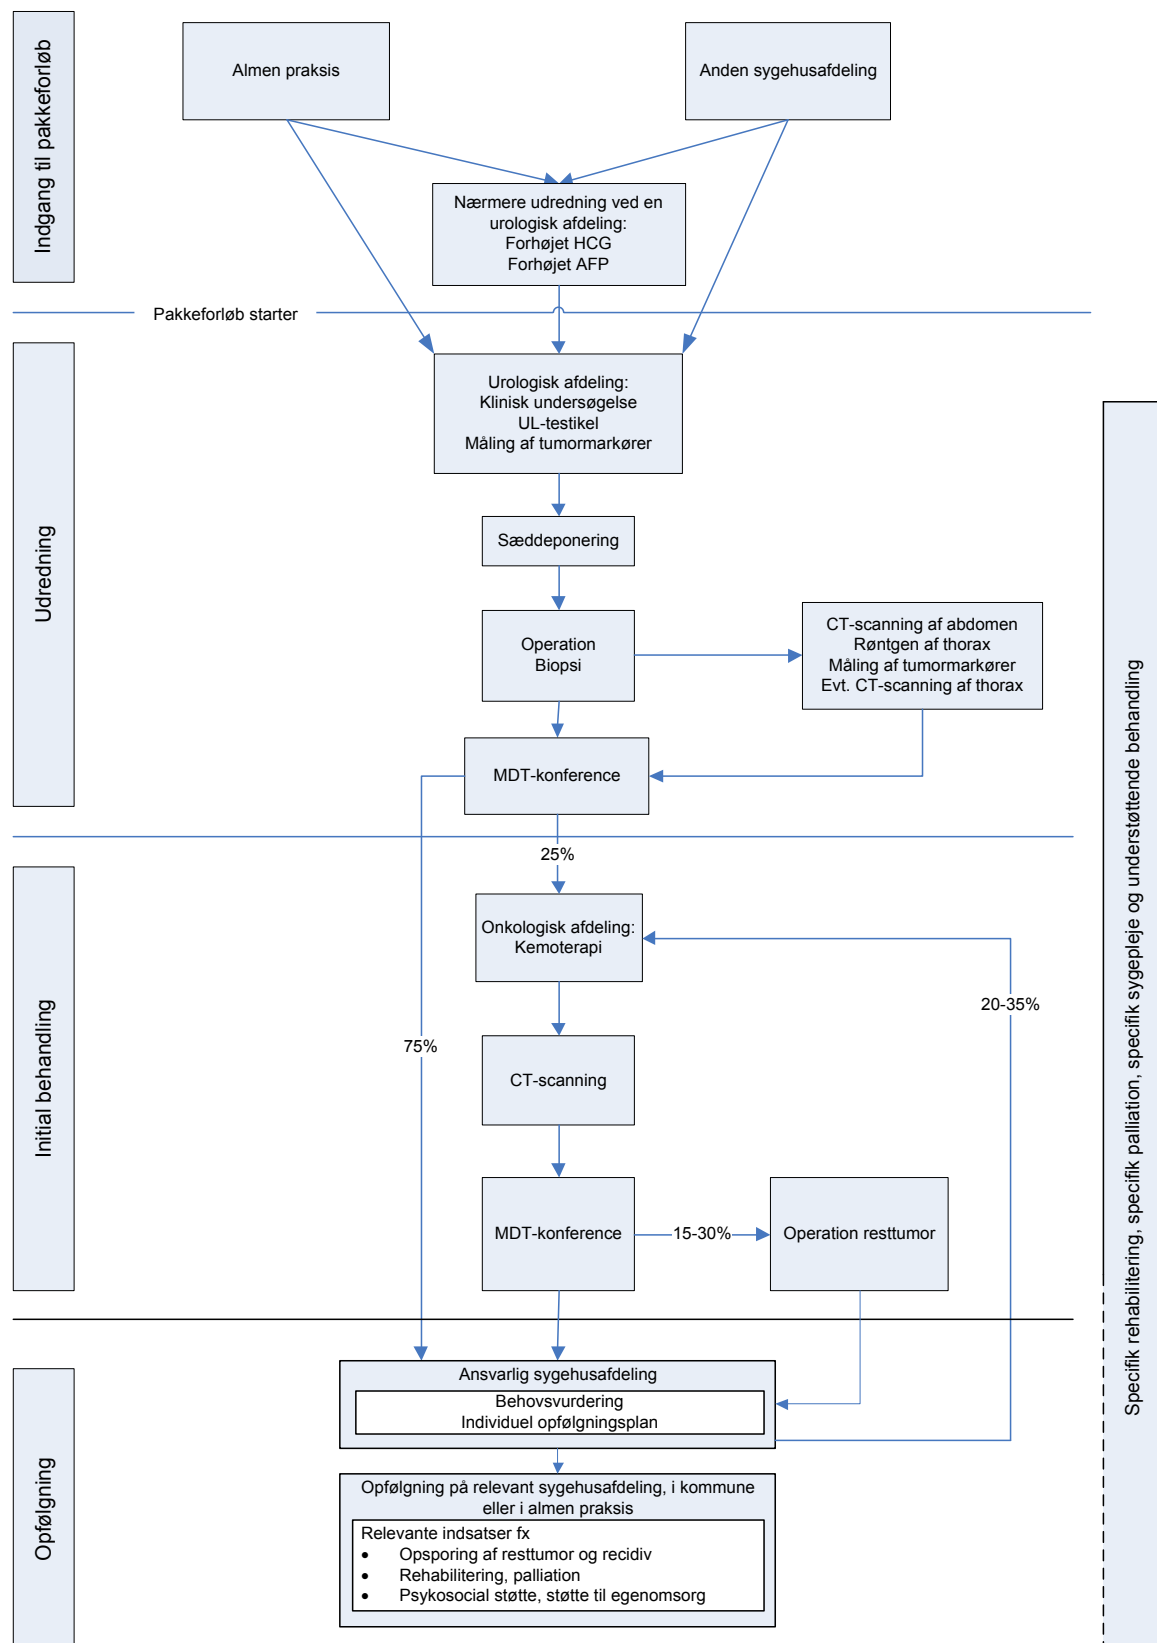 Indgang til pakkeforløb
Almen praksis
Anden sygehusafdeling
Nærmere udredning ved en
urologisk afdeling:
Forhøjet HCG
Forhøjet AFP
Pakkeforløb starter
Udredning
Urologisk afdeling:
Klinisk undersøgelse
UL-testikel
Måling af tumormarkører
Sæddeponering
Operation
Biopsi
CT-scanning af abdomen
Røntgen af thorax
Måling af tumormarkører
Evt. CT-scanning af thorax
MDT-konference
Initial behandling
25%
75%
Onkologisk afdeling:
Kemoterapi
20-35%
CT-scanning
MDT-konference
15-30%
Operation resttumor
Opfølgning
Ansvarlig sygehusafdeling
Behovsvurdering
Individuel opfølgningsplan
Opfølgning på relevant sygehusafdeling, i kommune
eller i almen praksis
Relevante indsatser fx
• Opsporing af resttumor og recidiv
• Rehabilitering, palliation
• Psykosocial støtte, støtte til egenomsorg
Specifik rehabilitering, specifik palliation, specifik sygepleje og understøttende behandling